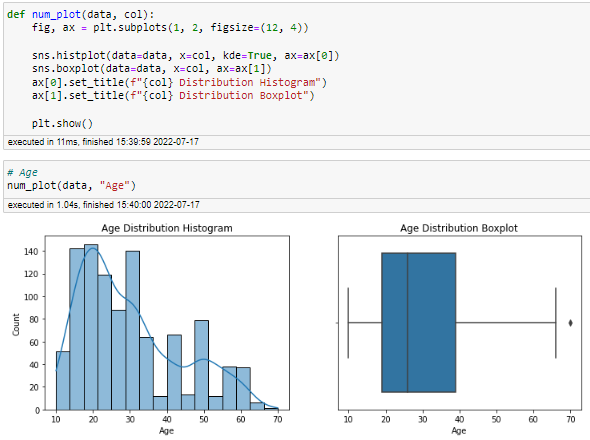 def num_plot(data, col):
    fig, ax = plt.subplots(1, 2, figsize=(12, 4))
    sns.histplot(data=data, x=col, kde=True, ax=ax[0])
    sns.boxplot(data=data, x=col, ax=ax[1])
    ax[0].set_title(f"{col} Distribution Histogram")
    ax[1].set_title(f"{col} Distribution Boxplot")
    plt.show()
executed in 11ms, finished 15:39:59 2022-07-17
# Age
num_plot(data, "Age")
executed in 1.04s, finished 15:40:00 2022-07-17
Age Distribution Histogram
140
120
100
80
60
40
20
0
Count
10 20 30 40 50 60 70
Age
Age Distribution Boxplot
10 20 30 40 50 60 70
Age